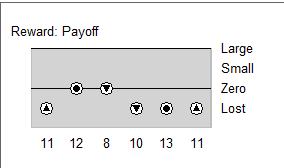 Reward: Payoff
Large
Small
Zero
Lost
11 12 8 10 13 11